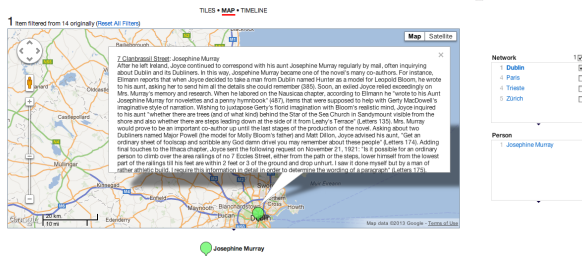 TILES • MAP • TIMELINE
1 Item filtered from 14 originally (Reset All Filters)
Map Satellite
7 Clanbrassil Street: Josephine Murray
After he left Ireland, Joyce continued to correspond with his aunt Josephine Murray regularly by mail, often inquiring
about Dublin and its Dubliners. In this way, Josephine Murray became one of the novel's many co-authors. For instance,
Ellmann reports that when Joyce decided to take a man from Dublin named Hunter as a model for Leopold Bloom, he wrote
to his aunt, asking her to send him all the details she could remember (385). Soon, an exiled Joyce relied exceedingly on
Mrs. Murray's memory and research. When he labored on the Nausicaa chapter, according to Ellmann he "wrote to his Aunt
Josephine Murray for novelettes and a penny hymnbook" (487), items that were supposed to help with Gerty MacDowell's
imaginative style of narration. Wishing to juxtapose Gerty's florid imagination with Bloom's realistic mind, Joyce inquired
to his aunt "whether there are trees (and of what kind) behind the Star of the Sea Church in Sandymount visible from the
shore and also whether there are steps leading down at the side of it from Leahy's Terrace" (Letters 135). Mrs. Murray
would prove to be an important co-author up until the last stages of the production of the novel. Asking about two
Dubliners named Major Powell (the model for Molly Bloom's father) and Matt Dillon, Joyce advised his aunt, "Get an
ordinary sheet of foolscap and scribble any God damn drivel you may remember about these people" (Letters 174). Adding
final touches to the Ithaca chapter, Joyce sent the following request on November 21, 1921: "Is it possible for an ordinary
person to climb over the area railings of no 7 Eccles Street, either from the path or the steps, lower himself from the lowest
part of the railings till his feet are within 2 feet or 3 of the ground and drop unhurt. I saw it done myself but by a man of
rather athletic build. I require this information in detail in order to determine the wording of a paragraph" (Letters 175).
Granard
Oldcastle
Castlepollard
Mullingar
Kinnegad
Enfield
Maynooth
Blanchardstown
Swords
Lucan
Dublin
Howth
Edenderry
20 km
10 mi
Map data ©2013 Google - Terms of Use
Network
1 Dublin
4 Paris
4 Trieste
6 Zürich
Person
1 Josephine Murray
Josephine Murray